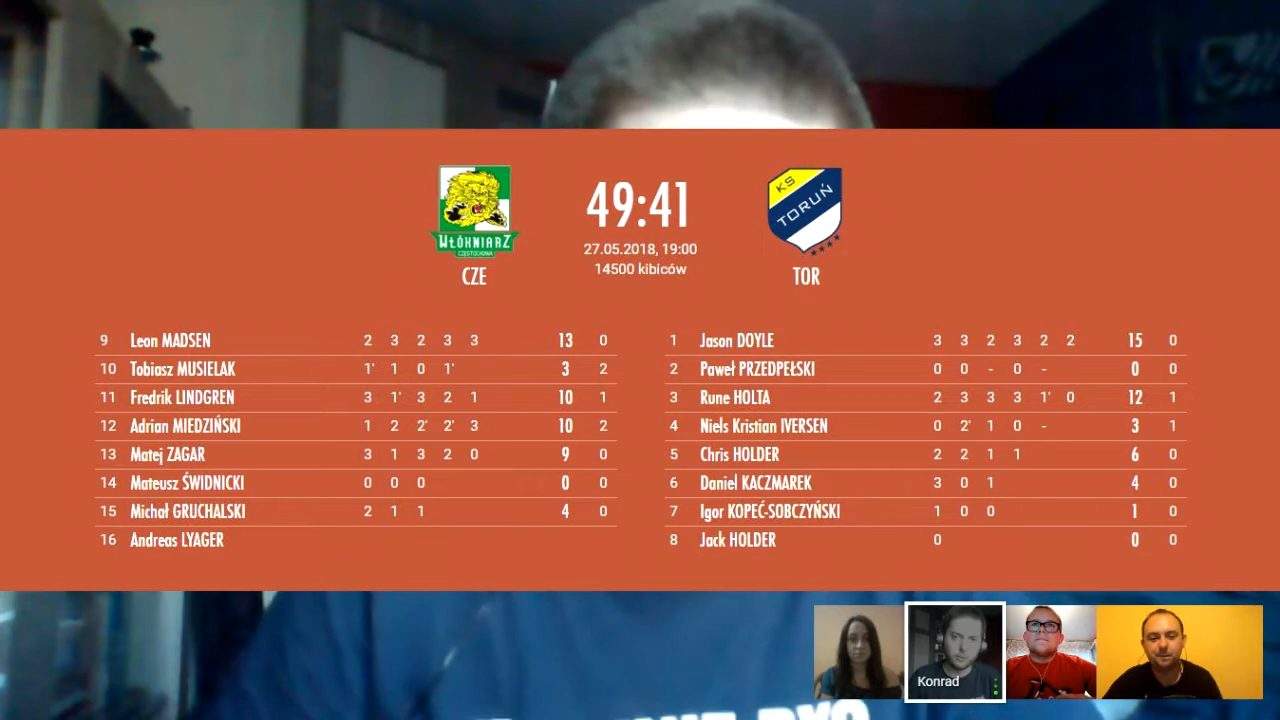 KS
TORUŃ
WŁÓKNIARZ
CZĘSTOCHOWA
49:41
27.05.2018, 19:00
14500 kibiców
CZE
TOR
9 Leon MADSEN 2 3 2 3 3 13 0
10 Tobiasz MUSIELAK 1' 1 0 1' 3 2
11 Fredrik LINDGREN 3 1' 3 2 1 10 1
12 Adrian MIEDZIŃSKI 1 2 2' 2' 3 10 2
13 Matej ZAGAR 3 1 3 2 0 9 0
14 Mateusz ŚWIDNICKI 0 0 0 0 0
15 Michał GRUCHALSKI 2 1 1 4 0
16 Andreas LYAGER
1 Jason DOYLE 3 3 2 3 2 2 15 0
2 Paweł PRZEDPEŁSKI 0 0 - 0 - 0 0
3 Rune HOLTA 2 3 3 3 1' 0 12 1
4 Niels Kristian IVERSEN 0 2' 1 0 - 3 1
5 Chris HOLDER 2 2 1 1 6 0
6 Daniel KACZMAREK 3 0 1 4 0
7 Igor KOPEĆ-SOBCZYŃSKI 1 0 0 1 0
8 Jack HOLDER 0 0 0
Konrad